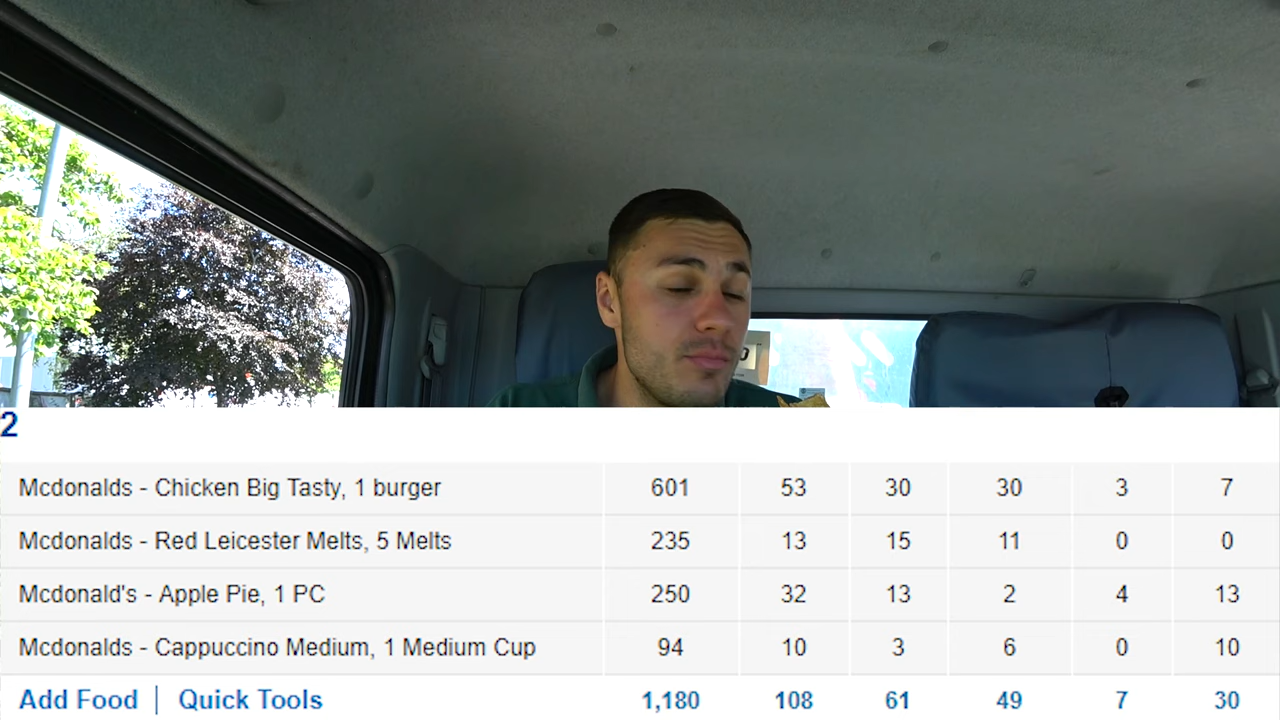 2
Mcdonalds - Chicken Big Tasty, 1 burger 601 53 30 30 3 7
Mcdonalds - Red Leicester Melts, 5 Melts 235 13 15 11 0 0
Mcdonald's - Apple Pie, 1 PC 250 32 13 2 4 13
Mcdonalds - Cappuccino Medium, 1 Medium Cup 94 10 3 6 0 10
Add Food | Quick Tools 1,180 108 61 49 7 30